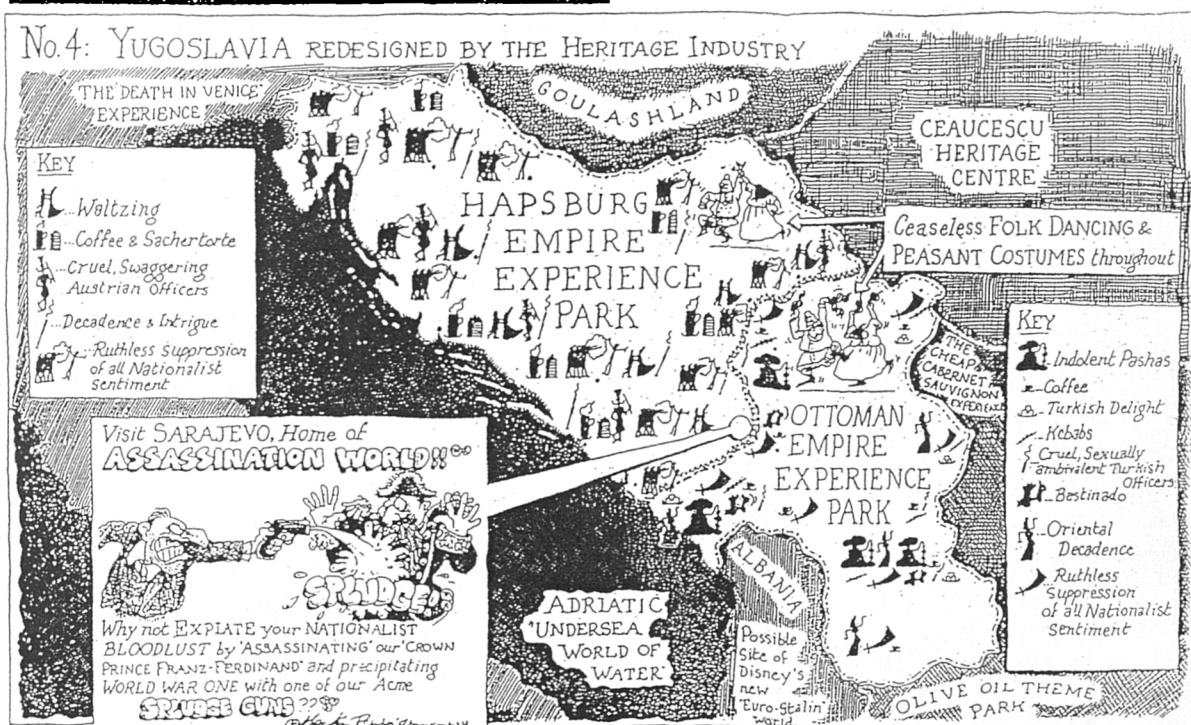 No. 4: YUGOSLAVIA REDESIGNED BY THE HERITAGE INDUSTRY
THE 'DEATH IN VENICE'
EXPERIENCE
GOULASHLAND
CEAUCESCU
HERITAGE
CENTRE
KEY
...Waltzing
...Coffee & Sachertorte
...Cruel, Swaggering
Austrian Officers
...Decadence & Intrigue
...Ruthless Suppression
of all Nationalist
Sentiment
HAPSBURG
EMPIRE
EXPERIENCE
PARK
Ceaseless FOLK DANCING &
PEASANT COSTUMES throughout
THE
CHEAP
CABERNET
SAUVIGNON
EXPERIENCE
KEY
Indolent Pashas
...Coffee
...Turkish Delight
...Kebabs
Cruel, Sexually
ambivalent Turkish
Officers
...Bastinado
...Oriental
Decadence
Ruthless
Suppression
of all Nationalist
Sentiment
OTTOMAN
EMPIRE
EXPERIENCE
PARK
Visit SARAJEVO, Home of
ASSASSINATION WORLD!!
SPLUDGE!!
Why not EXPIATE your NATIONALIST
BLOODLUST by 'ASSASSINATING' our 'CROWN
PRINCE FRANZ-FERDINAND' and precipitating
WORLD WAR ONE with one of our Acme
SPLUDGE GUNS??
ALBANIA
ADRIATIC
'UNDERSEA
WORLD OF
WATER'
Possible
Site of
Disney's
new
"Euro-Stalin"
World
OLIVE OIL THEME
PARK